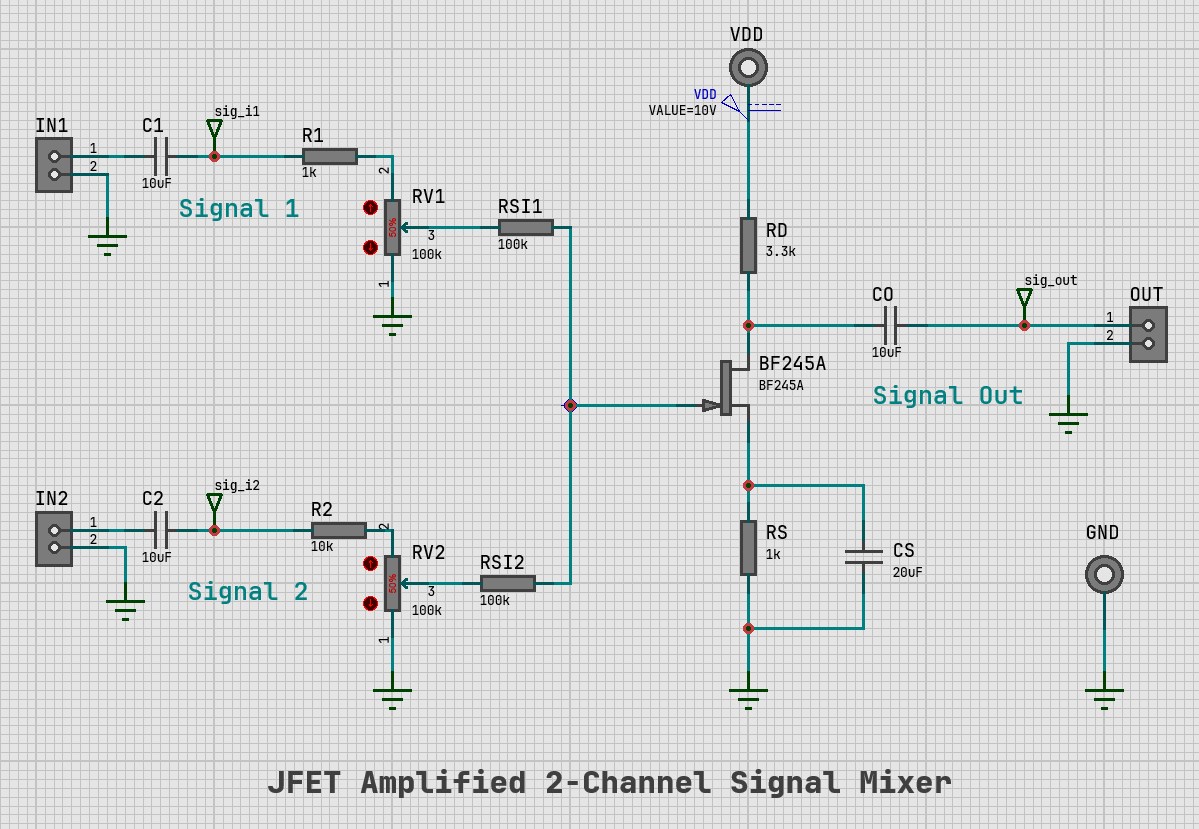 VDD
VDD
VALUE=10V
IN1
1
2
C1
10uF
sig_i1
R1
1k
Signal 1
2
RV1
50%
3
100k
1
RSI1
100k
RD
3.3k
CO
10uF
sig_out
OUT
1
2
BF245A
BF245A
Signal Out
IN2
1
2
C2
10uF
sig_i2
R2
10k
Signal 2
2
RV2
50%
3
100k
1
RSI2
100k
RS
1k
CS
20uF
GND
JFET Amplified 2-Channel Signal Mixer